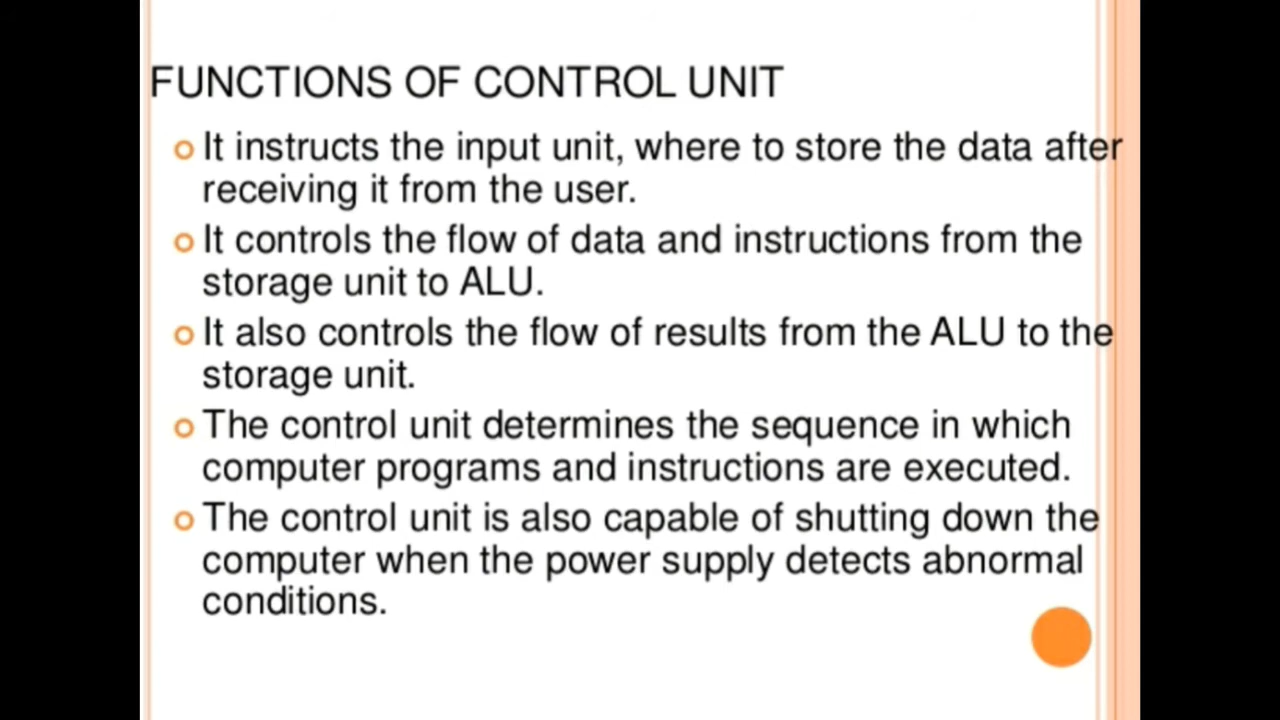 FUNCTIONS OF CONTROL UNIT
It instructs the input unit, where to store the data after
receiving it from the user.
It controls the flow of data and instructions from the
storage unit to ALU.
It also controls the flow of results from the ALU to the
storage unit.
The control unit determines the sequence in which
computer programs and instructions are executed.
The control unit is also capable of shutting down the
computer when the power supply detects abnormal
conditions.